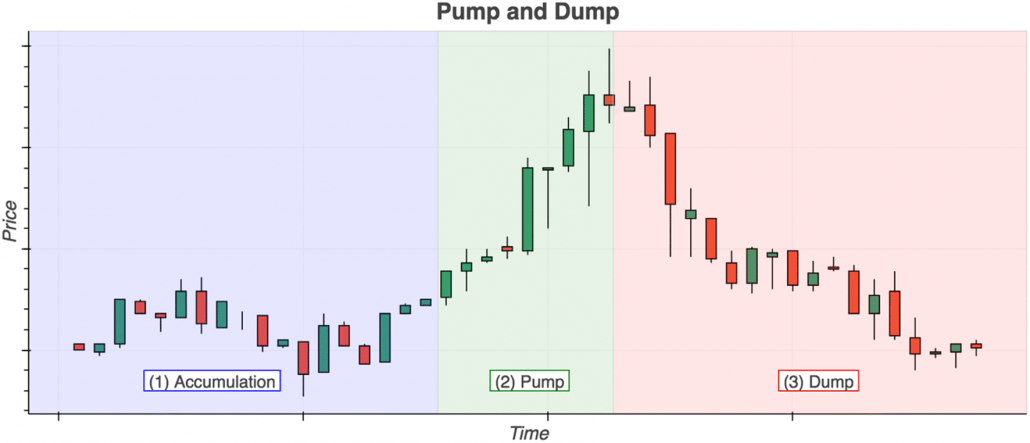 Pump and Dump
Price
(1) Accumulation
(2) Pump
(3) Dump
Time